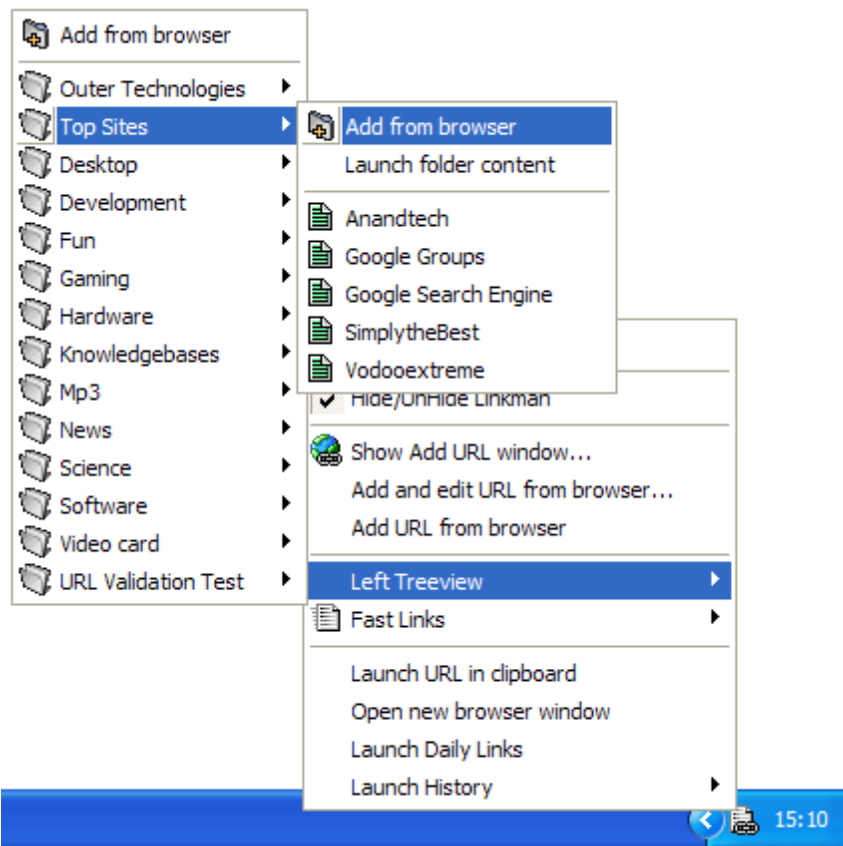 Add from browser
Outer Technologies
Top Sites
Desktop
Development
Fun
Gaming
Hardware
Knowledgebases
Mp3
News
Science
Software
Video card
URL Validation Test
Add from browser
Launch folder content
Anandtech
Google Groups
Google Search Engine
SimplytheBest
Vodooextreme
Hide/UnHide Linkman
Show Add URL window...
Add and edit URL from browser...
Add URL from browser
Left Treeview
Fast Links
Launch URL in clipboard
Open new browser window
Launch Daily Links
Launch History
15:10